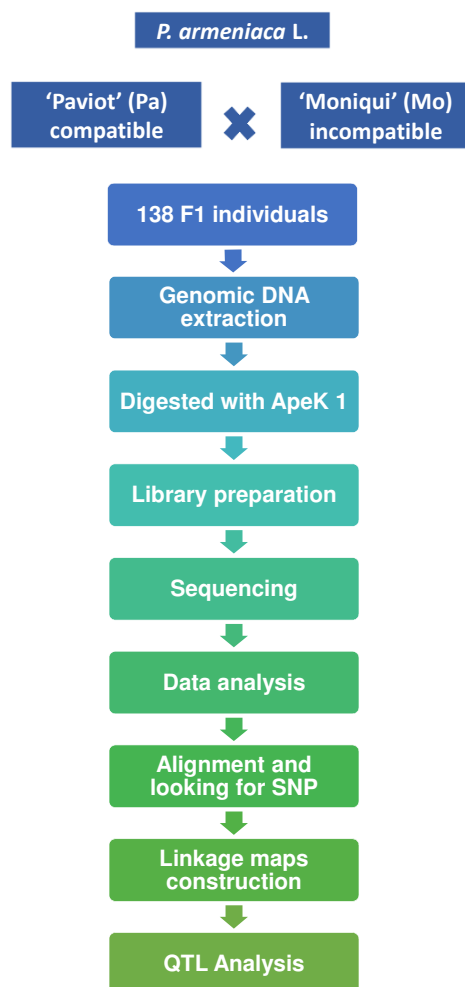 P. armeniaca L.
‘Paviot’ (Pa)
compatible
‘Moniqui’ (Mo)
incompatible
138 F1 individuals
Genomic DNA
extraction
Digested with ApeK 1
Library preparation
Sequencing
Data analysis
Alignment and
looking for SNP
Linkage maps
construction
QTL Analysis